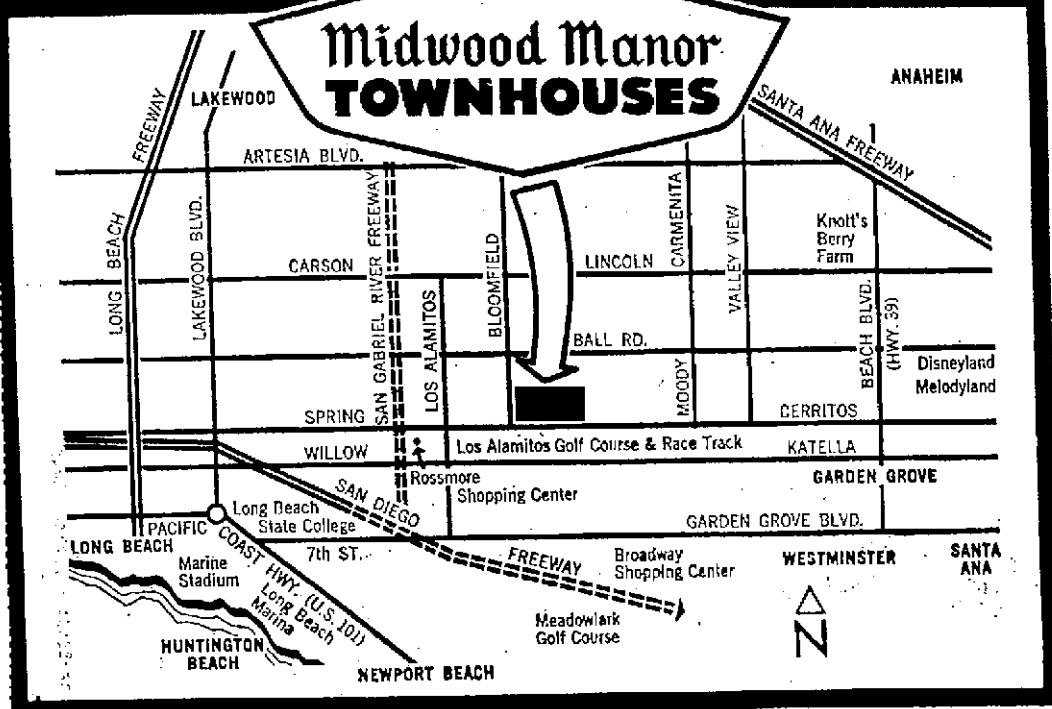 Midwood Manor
TOWNHOUSES
ANAHEIM
LAKEWOOD
FREEWAY
SANTA ANA FREEWAY
ARTESIA BLVD.
LONG BEACH
LAKEWOOD BLVD.
SAN GABRIEL RIVER FREEWAY
BLOOMFIELD
CARMENITA
VALLEY VIEW
Knott's
Berry
Farm
CARSON
LINCOLN
LOS ALAMITOS
BALL RD.
BEACH BLVD.
(HWY. 39)
Disneyland
Melodyland
MOODY
SPRING
CERRITOS
WILLOW
Los Alamitos Golf Course & Race Track
KATELLA
Rossmore
Shopping Center
GARDEN GROVE
SAN DIEGO
FREEWAY
Long Beach
State College
GARDEN GROVE BLVD.
PACIFIC COAST HWY. (U.S. 101)
LONG BEACH
7th ST.
Marine
Stadium
Long Beach
Marina
Broadway
Shopping Center
WESTMINSTER
SANTA
ANA
Meadowlark
Golf Course
N
HUNTINGTON
BEACH
NEWPORT BEACH